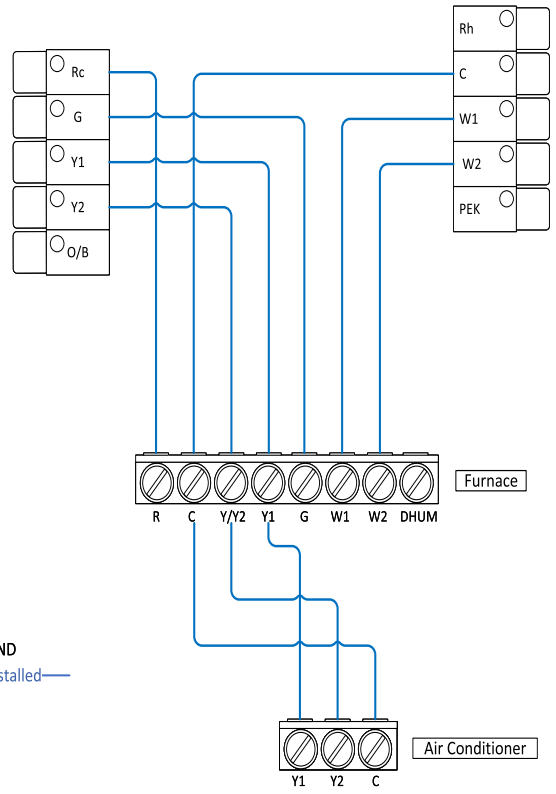 Rh
C
W1
W2
PEK
Rc
G
Y1
Y2
O/B
Furnace
R C Y/Y2 Y1 G W1 W2 DHUM
ND
stalled
Air Conditioner
Y1 Y2 C